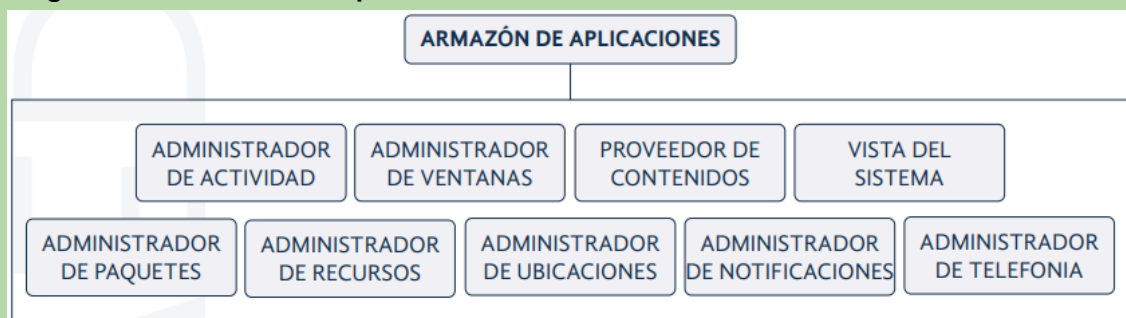 ARMAZÓN DE APLICACIONES
ADMINISTRADOR
DE ACTIVIDAD
ADMINISTRADOR
DE VENTANAS
PROVEEDOR DE
CONTENIDOS
VISTA DEL
SISTEMA
ADMINISTRADOR
DE PAQUETES
ADMINISTRADOR
DE RECURSOS
ADMINISTRADOR
DE UBICACIONES
ADMINISTRADOR
DE NOTIFICACIONES
ADMINISTRADOR
DE TELEFONIA